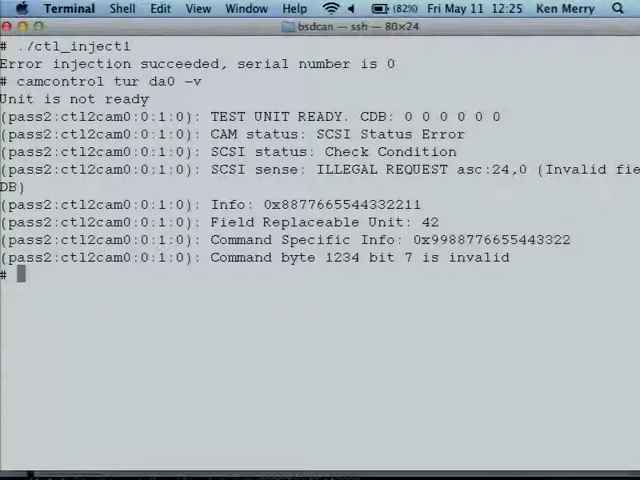 Terminal Shell Edit View Window Help (82%) Fri May 11 12:25 Ken Merry
bsdcan — ssh — 80×24
# ./ctl_inject1
Error injection succeeded, serial number is 0
# camcontrol tur da0 -v
Unit is not ready
(pass2:ctl2cam0:0:1:0): TEST UNIT READY. CDB: 0 0 0 0 0 0
(pass2:ctl2cam0:0:1:0): CAM status: SCSI Status Error
(pass2:ctl2cam0:0:1:0): SCSI status: Check Condition
(pass2:ctl2cam0:0:1:0): SCSI sense: ILLEGAL REQUEST asc:24,0 (Invalid fie
DB)
(pass2:ctl2cam0:0:1:0): Info: 0x8877665544332211
(pass2:ctl2cam0:0:1:0): Field Replaceable Unit: 42
(pass2:ctl2cam0:0:1:0): Command Specific Info: 0x9988776655443322
(pass2:ctl2cam0:0:1:0): Command byte 1234 bit 7 is invalid
#